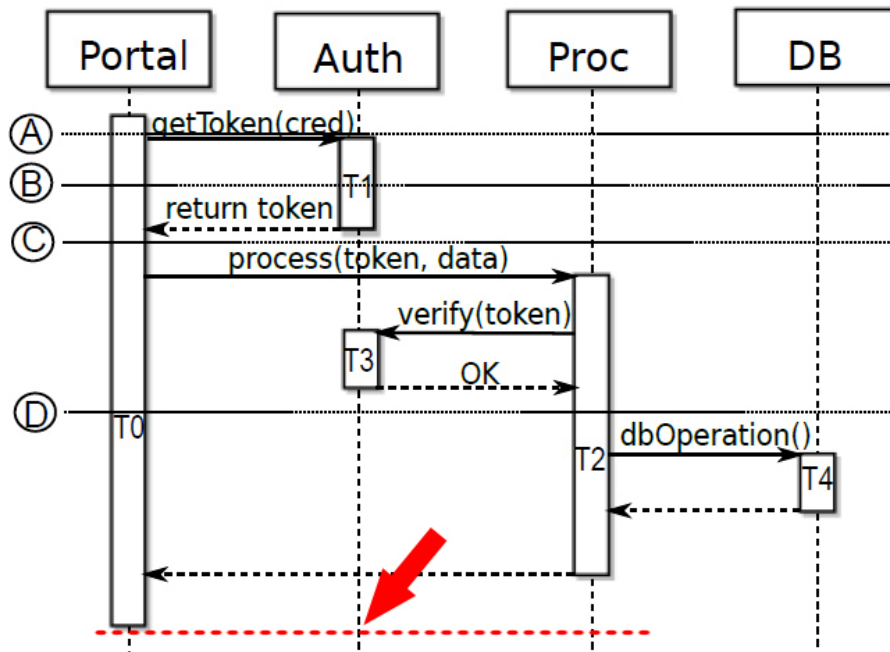 Portal Auth Proc DB
A getToken(cred)
B T1
return token
C
process(token, data)
verify(token)
T3
OK
D
T0
dbOperation()
T2
T4